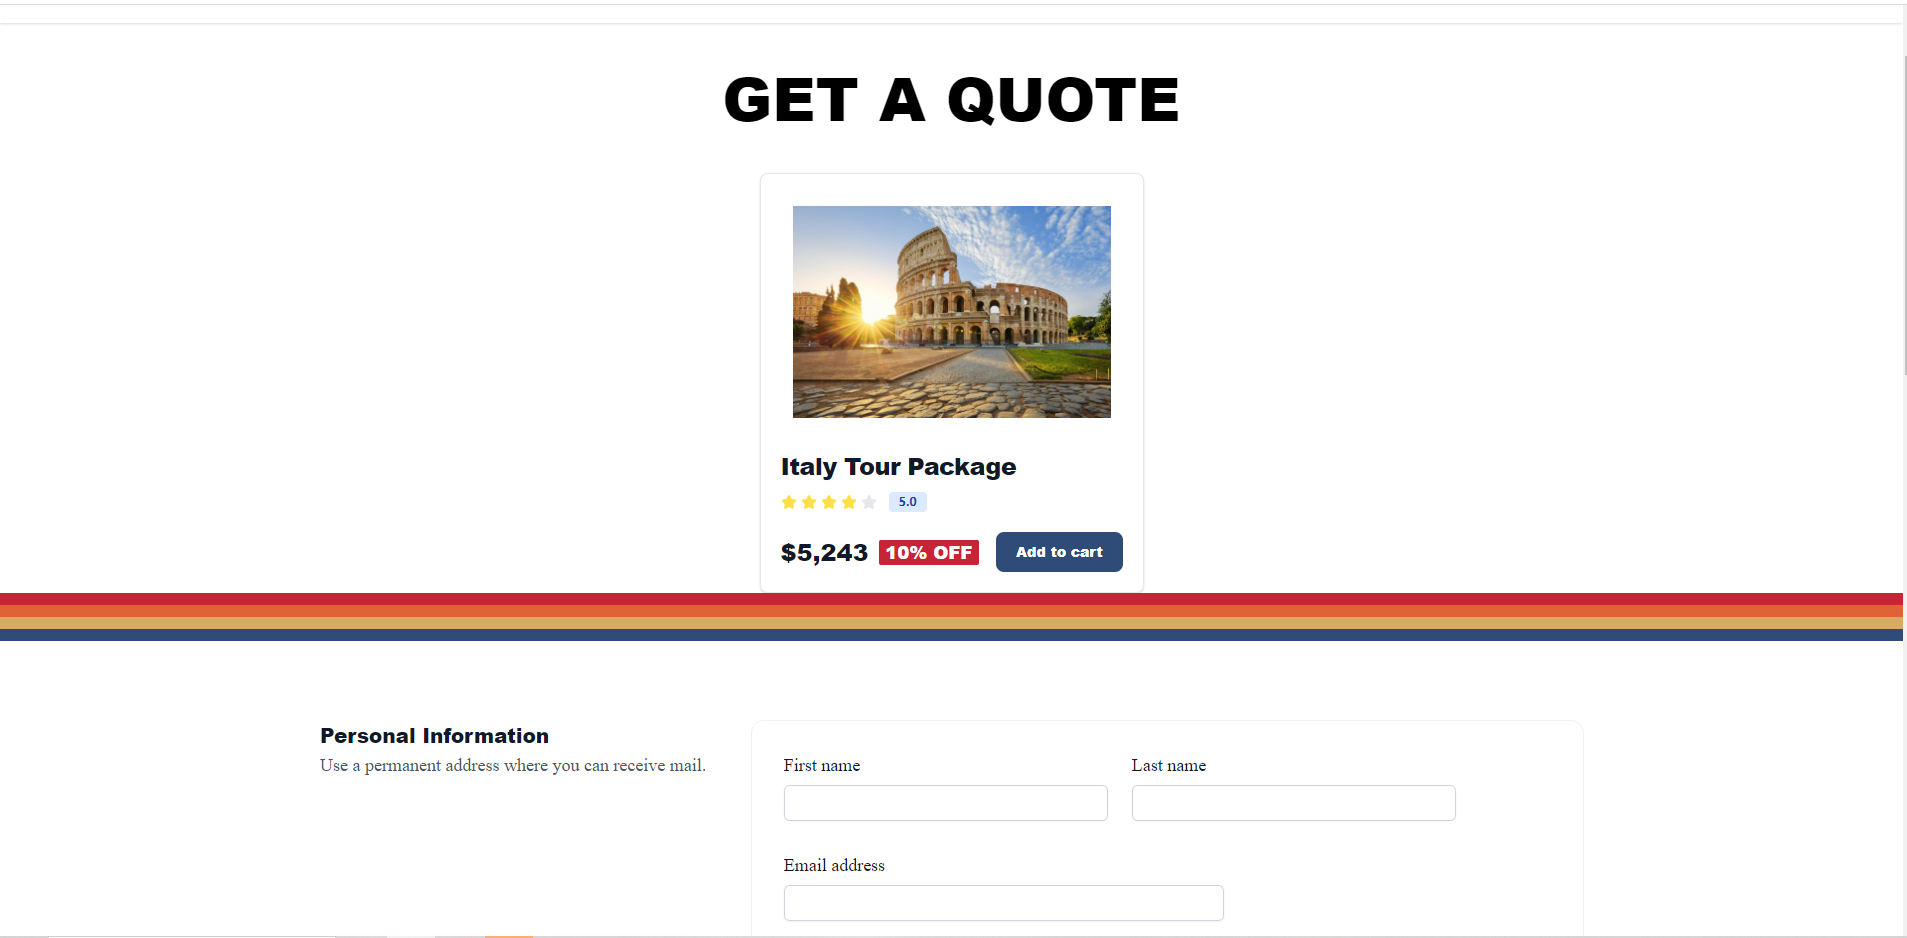 GET A QUOTE
Italy Tour Package
5.0
$5,243 10% OFF Add to cart
Personal Information
Use a permanent address where you can receive mail.
First name Last name
Email address